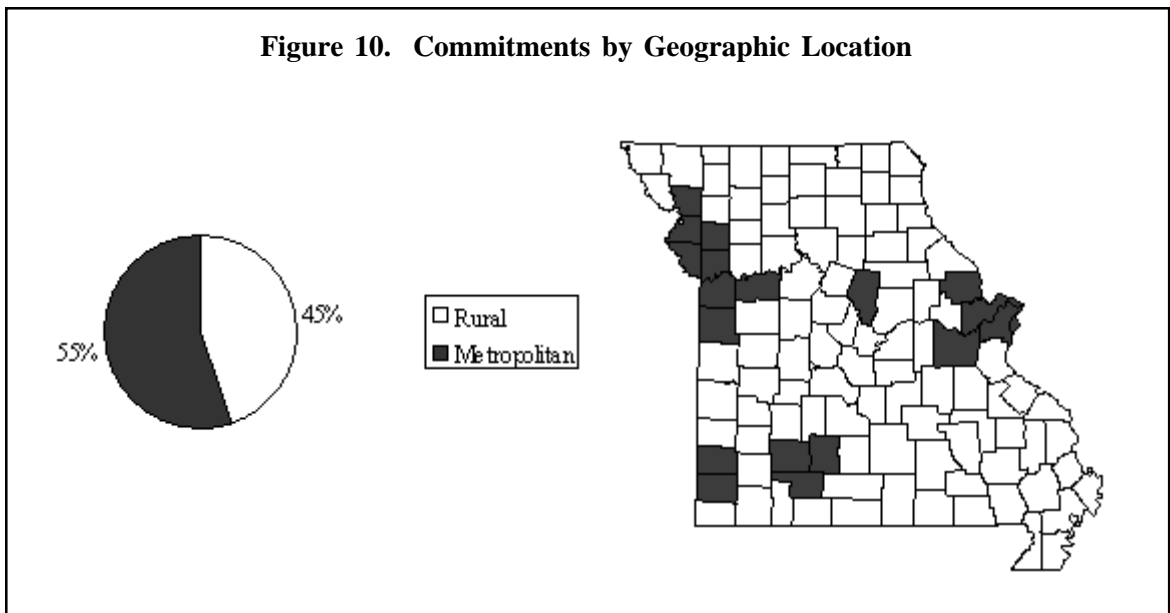 Figure 10. Commitments by Geographic Location
45%
55%
Rural
Metropolitan